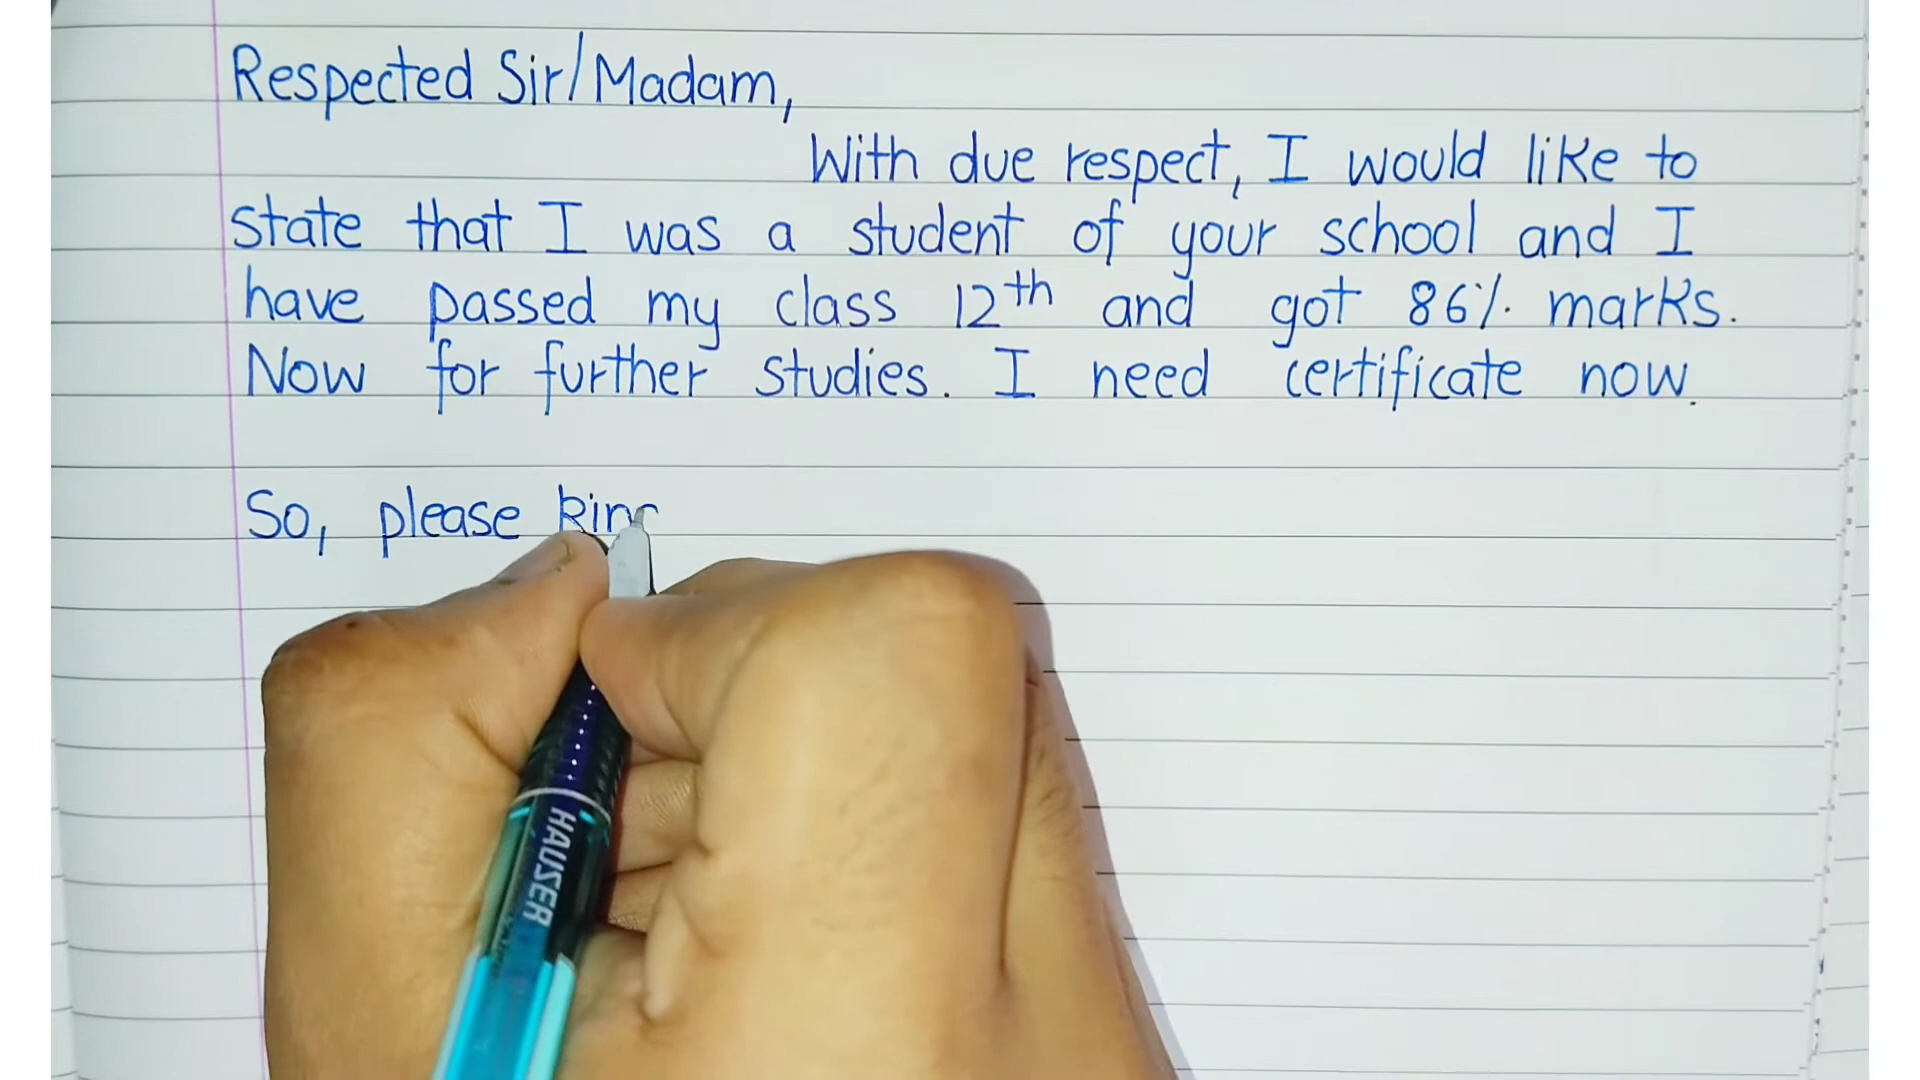 Respected Sir/Madam,
With due respect, I would like to
state that I was a student of your school and I
have passed my class 12th and got 86% marks.
Now for further studies. I need certificate now.
So, please
HAUSER